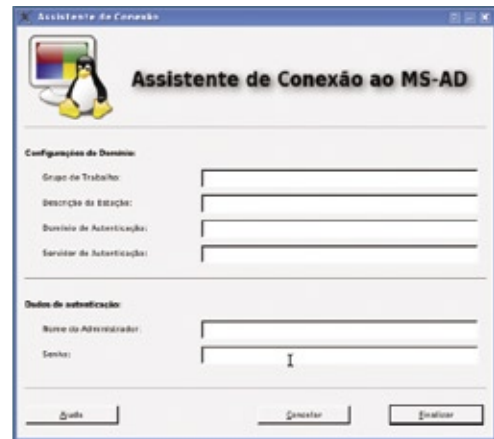 Assistente de Conexão
Assistente de Conexão ao MS-AD
Configurações do Domínio:
Grupo de Trabalho:
Descrição da Estação:
Domínio de Autenticação:
Servidor de Autenticação:
Dados de autenticação:
Nome do Administrador:
Senha:
Ajuda
Cancelar
Finalizar